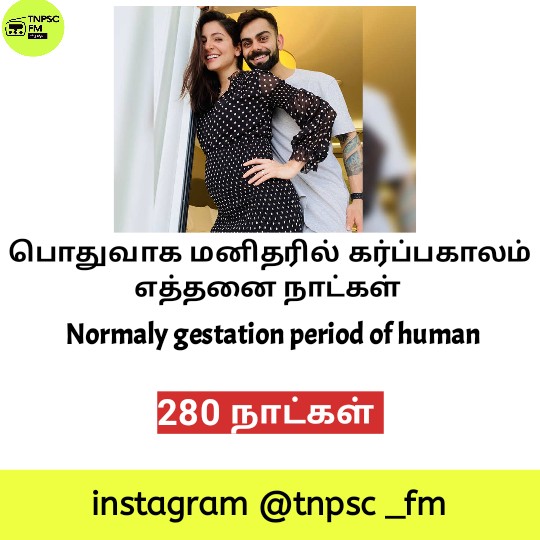 TNPSC
FM
பொதுவாக மனிதரில் கர்ப்பகாலம்
எத்தனை நாட்கள்
Normaly gestation period of human
280 நாட்கள்
instagram @tnpsc _fm